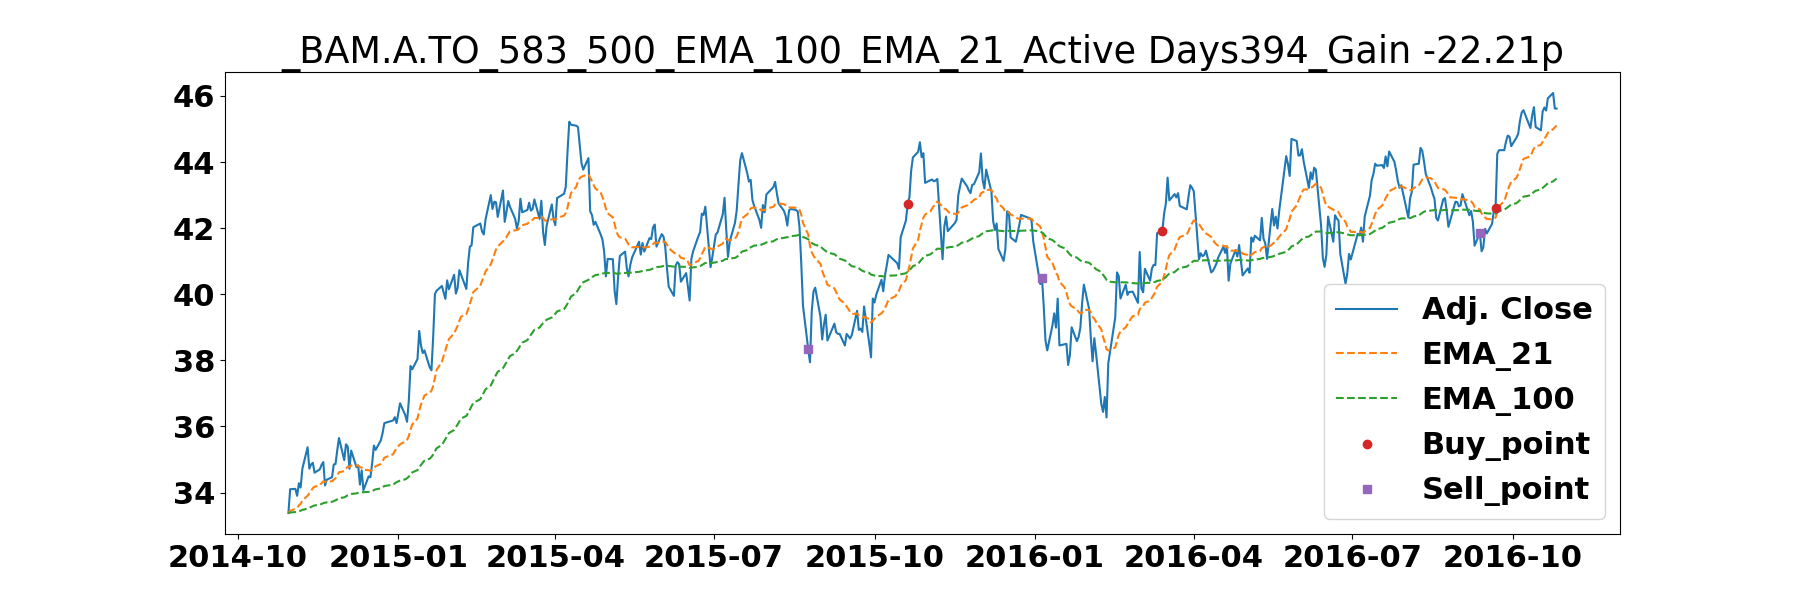 _BAM.A.TO_583_500_EMA_100_EMA_21_Active Days394_Gain -22.21p
46
44
42
40
38
36
34
Adj. Close
EMA_21
EMA_100
Buy_point
Sell_point
2014-10 2015-01 2015-04 2015-07 2015-10 2016-01 2016-04 2016-07 2016-10